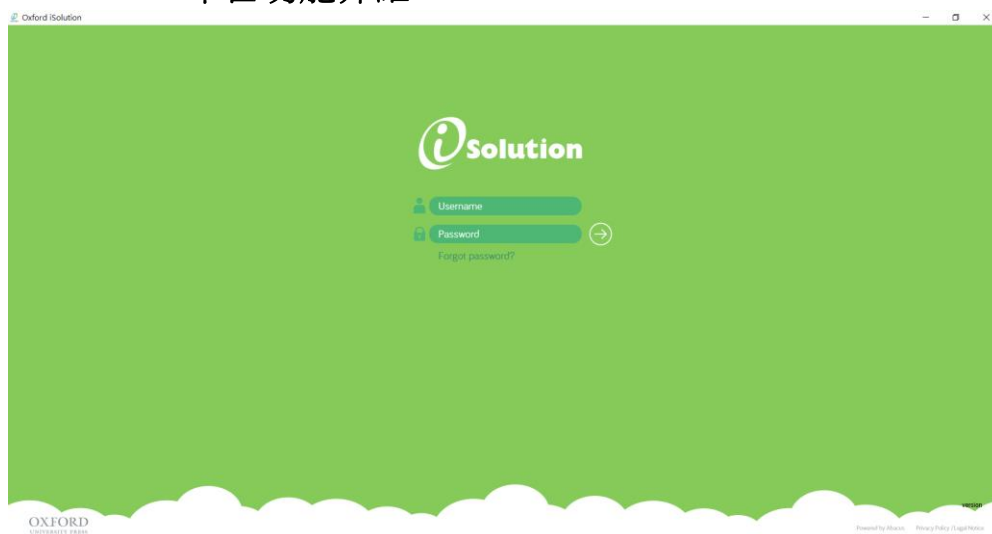 Oxford iSolution
iSolution
Username
Password
Forgot password?
version
OXFORD
UNIVERSITY PRESS
Powered by Abacus Privacy Policy / Legal Notice